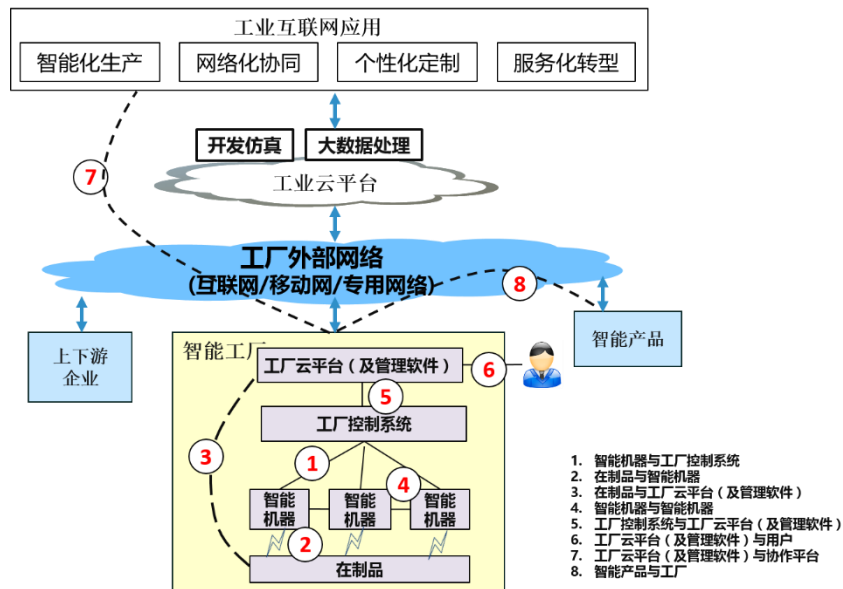 工业互联网应用
智能化生产
网络化协同
个性化定制
服务化转型
开发仿真
大数据处理
工业云平台
7
工厂外部网络
(互联网/移动网/专用网络)
8
上下游
企业
智能工厂
智能产品
工厂云平台（及管理软件）
6
5
工厂控制系统
3
1
4
智能
机器
智能
机器
智能
机器
2
在制品
1. 智能机器与工厂控制系统
2. 在制品与智能机器
3. 在制品与工厂云平台（及管理软件）
4. 智能机器与智能机器
5. 工厂控制系统与工厂云平台（及管理软件）
6. 工厂云平台（及管理软件）与用户
7. 工厂云平台（及管理软件）与协作平台
8. 智能产品与工厂